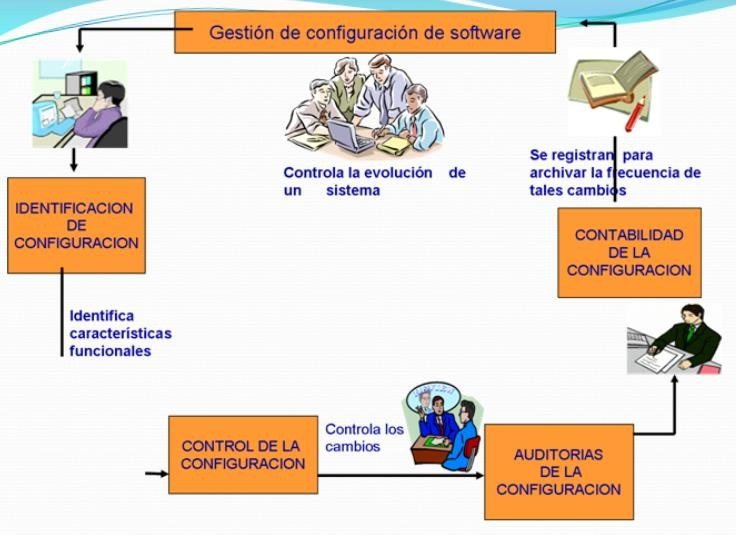 Gestión de configuración de software
Controla la evolución de
un sistema
Se registran para
archivar la frecuencia de
tales cambios
IDENTIFICACION
DE
CONFIGURACION
CONTABILIDAD
DE LA
CONFIGURACION
Identifica
características
funcionales
CONTROL DE LA
CONFIGURACION
Controla los
cambios
AUDITORIAS
DE LA
CONFIGURACION